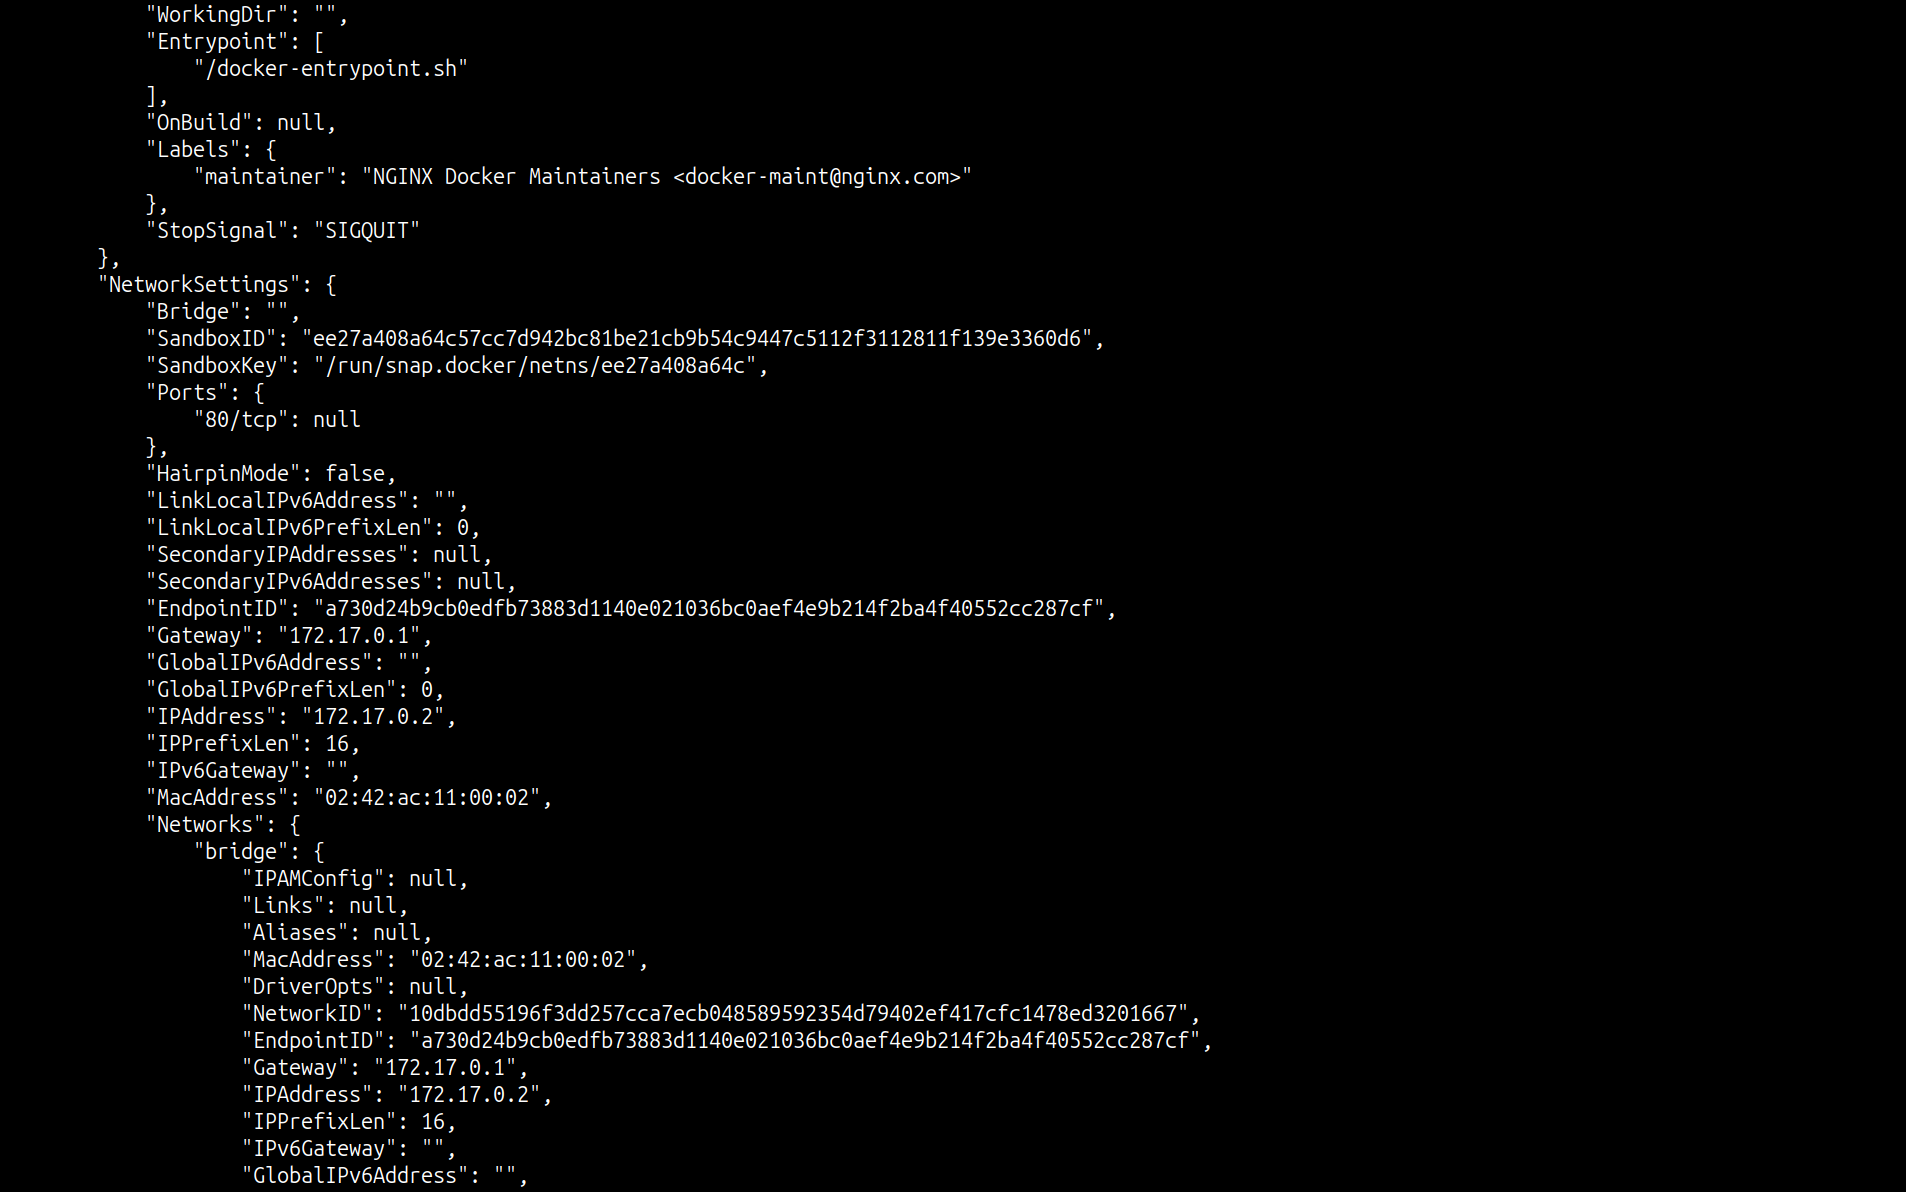 "WorkingDir": "",
"Entrypoint": [
"/docker-entrypoint.sh"
],
"OnBuild": null,
"Labels": {
"maintainer": "NGINX Docker Maintainers <docker-maint@nginx.com>"
},
"StopSignal": "SIGQUIT"
},
"NetworkSettings": {
"Bridge": "",
"SandboxID": "ee27a408a64c57cc7d942bc81be21cb9b54c9447c5112f3112811f139e3360d6",
"SandboxKey": "/run/snap.docker/netns/ee27a408a64c",
"Ports": {
"80/tcp": null
},
"HairpinMode": false,
"LinkLocalIPv6Address": "",
"LinkLocalIPv6PrefixLen": 0,
"SecondaryIPAddresses": null,
"SecondaryIPv6Addresses": null,
"EndpointID": "a730d24b9cb0edfb73883d1140e021036bc0aef4e9b214f2ba4f40552cc287cf",
"Gateway": "172.17.0.1",
"GlobalIPv6Address": "",
"GlobalIPv6PrefixLen": 0,
"IPAddress": "172.17.0.2",
"IPPrefixLen": 16,
"IPv6Gateway": "",
"MacAddress": "02:42:ac:11:00:02",
"Networks": {
"bridge": {
"IPAMConfig": null,
"Links": null,
"Aliases": null,
"MacAddress": "02:42:ac:11:00:02",
"DriverOpts": null,
"NetworkID": "10dbdd55196f3dd257cca7ecb048589592354d79402ef417cfc1478ed3201667",
"EndpointID": "a730d24b9cb0edfb73883d1140e021036bc0aef4e9b214f2ba4f40552cc287cf",
"Gateway": "172.17.0.1",
"IPAddress": "172.17.0.2",
"IPPrefixLen": 16,
"IPv6Gateway": "",
"GlobalIPv6Address": "",